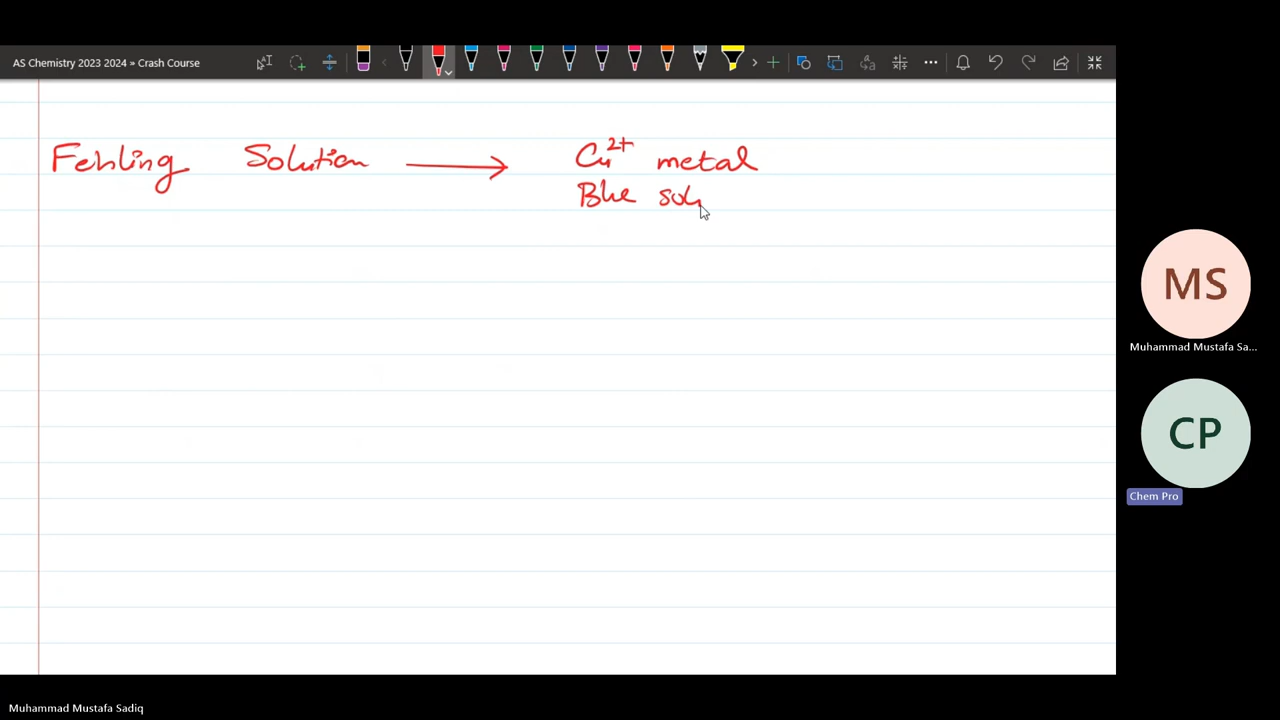 AS Chemistry 2023 2024 » Crash Course
Fehling Solution → Cu²⁺ metal
Blue sol
MS
Muhammad Mustafa Sa...
CP
Chem Pro
Muhammad Mustafa Sadiq